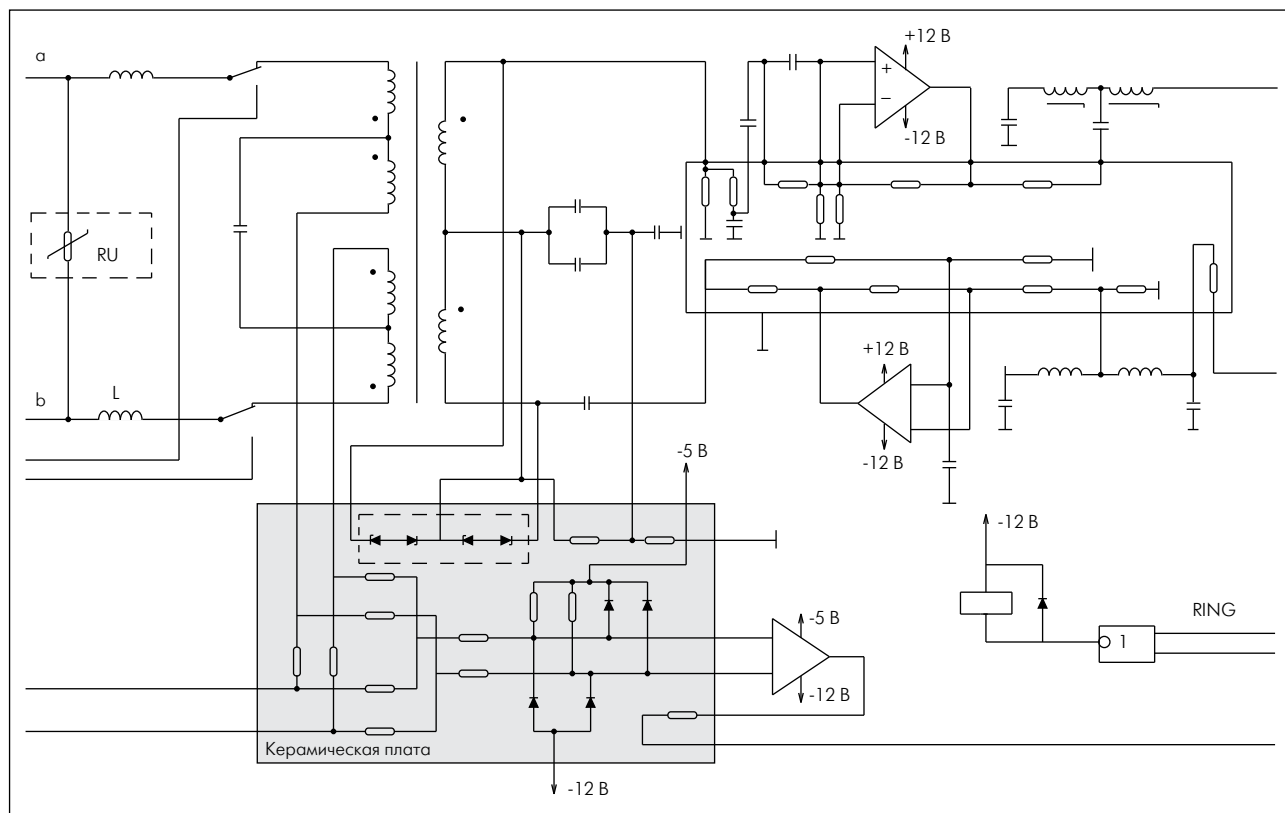 a
+12 В
+
−
-12 В
RU
b
L
+12 В
-12 В
-5 В
-12 В
-5 В
RING
1
-12 В
Керамическая плата
-12 В